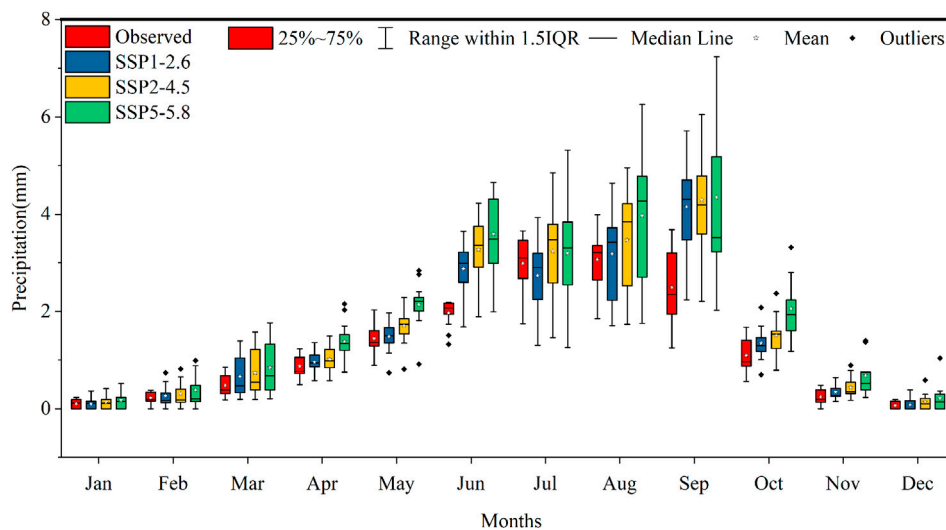 8
6
4
2
0
Precipitation(mm)
Observed
SSP1-2.6
SSP2-4.5
SSP5-5.8
25%~75% Range within 1.5IQR Median Line Mean Outliers
Jan Feb Mar Apr May Jun Jul Aug Sep Oct Nov Dec
Months